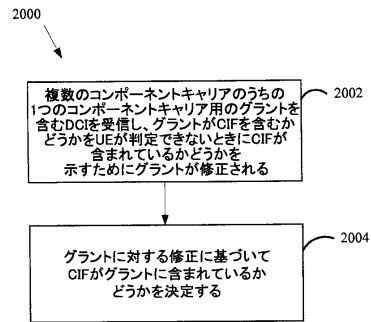 2000
複数のコンポーネントキャリアのうちの
1つのコンポーネントキャリア用のグラントを
含むDCIを受信し、グラントがCIFを含むか
どうかをUEが判定できないときにCIFが
含まれているかどうかを
示すためにグラントが修正される
2002
グラントに対する修正に基づいて
CIFがグラントに含まれているか
どうかを決定する
2004